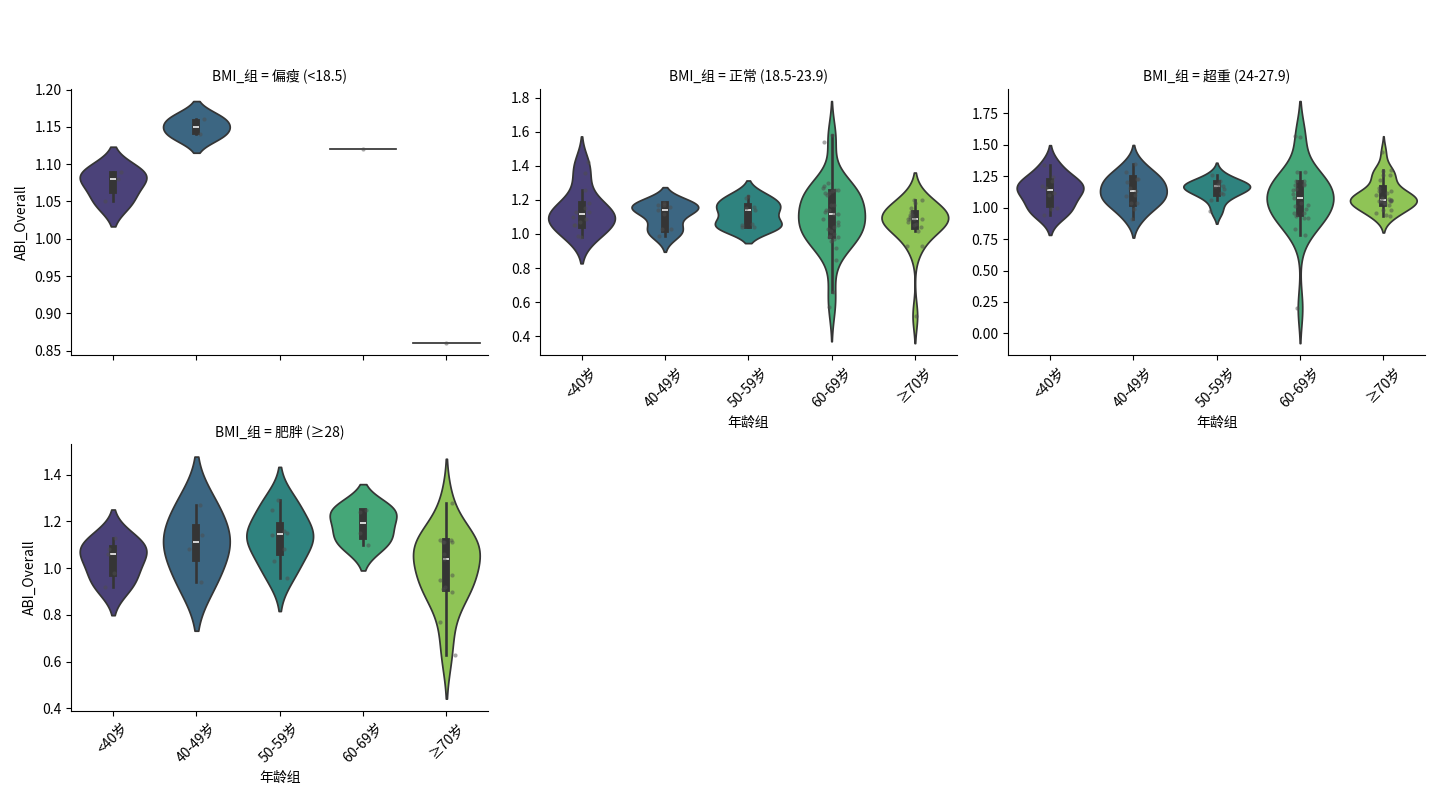 BMI_组 = 偏瘦 (<18.5)
BMI_组 = 正常 (18.5-23.9)
BMI_组 = 超重 (24-27.9)
ABI_Overall
1.20
1.15
1.10
1.05
1.00
0.95
0.90
0.85
1.8
1.6
1.4
1.2
1.0
0.8
0.6
0.4
1.75
1.50
1.25
1.00
0.75
0.50
0.25
0.00
<40岁
40-49岁
50-59岁
60-69岁
≥70岁
年龄组
<40岁
40-49岁
50-59岁
60-69岁
≥70岁
年龄组
BMI_组 = 肥胖 (≥28)
ABI_Overall
1.4
1.2
1.0
0.8
0.6
0.4
<40岁
40-49岁
50-59岁
60-69岁
≥70岁
年龄组